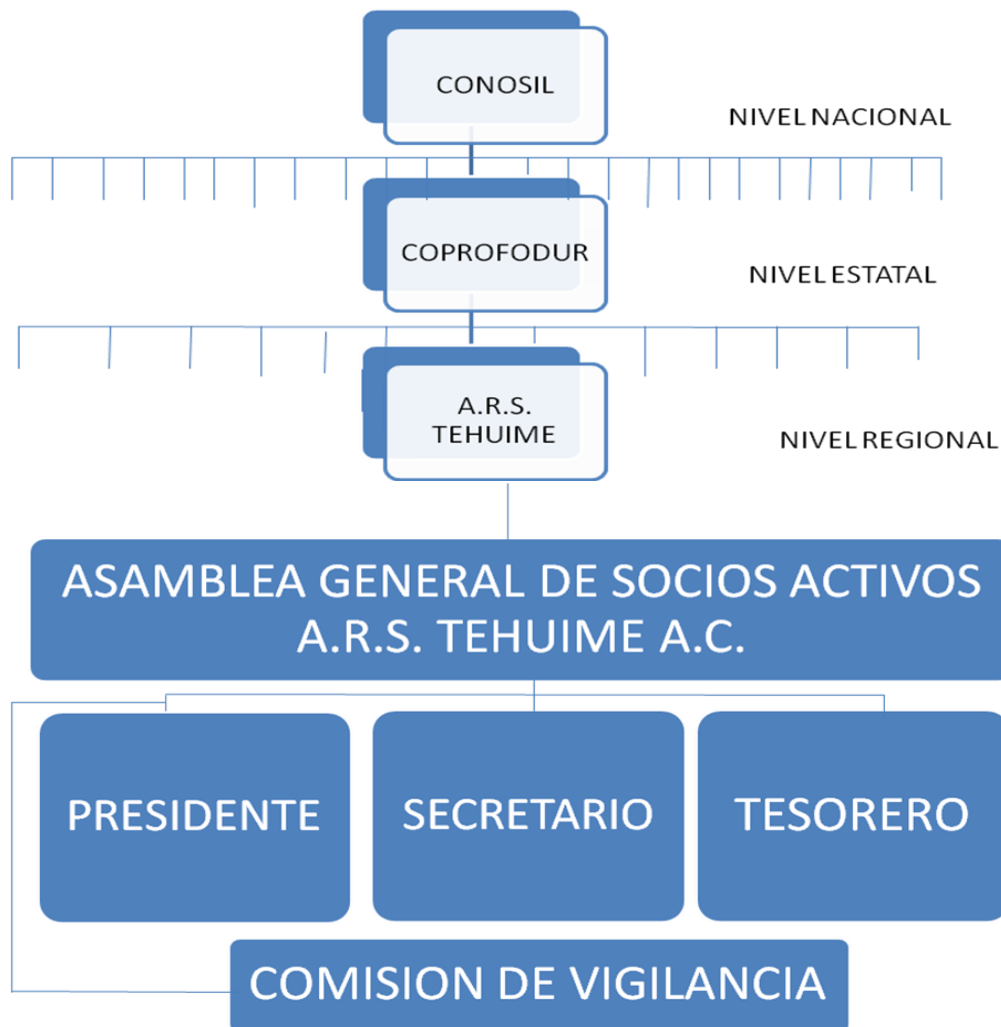 CONOSIL
NIVEL NACIONAL
COPROFODUR
NIVEL ESTATAL
A.R.S.
TEHUIME
NIVEL REGIONAL
ASAMBLEA GENERAL DE SOCIOS ACTIVOS
A.R.S. TEHUIME A.C.
PRESIDENTE
SECRETARIO
TESORERO
COMISION DE VIGILANCIA